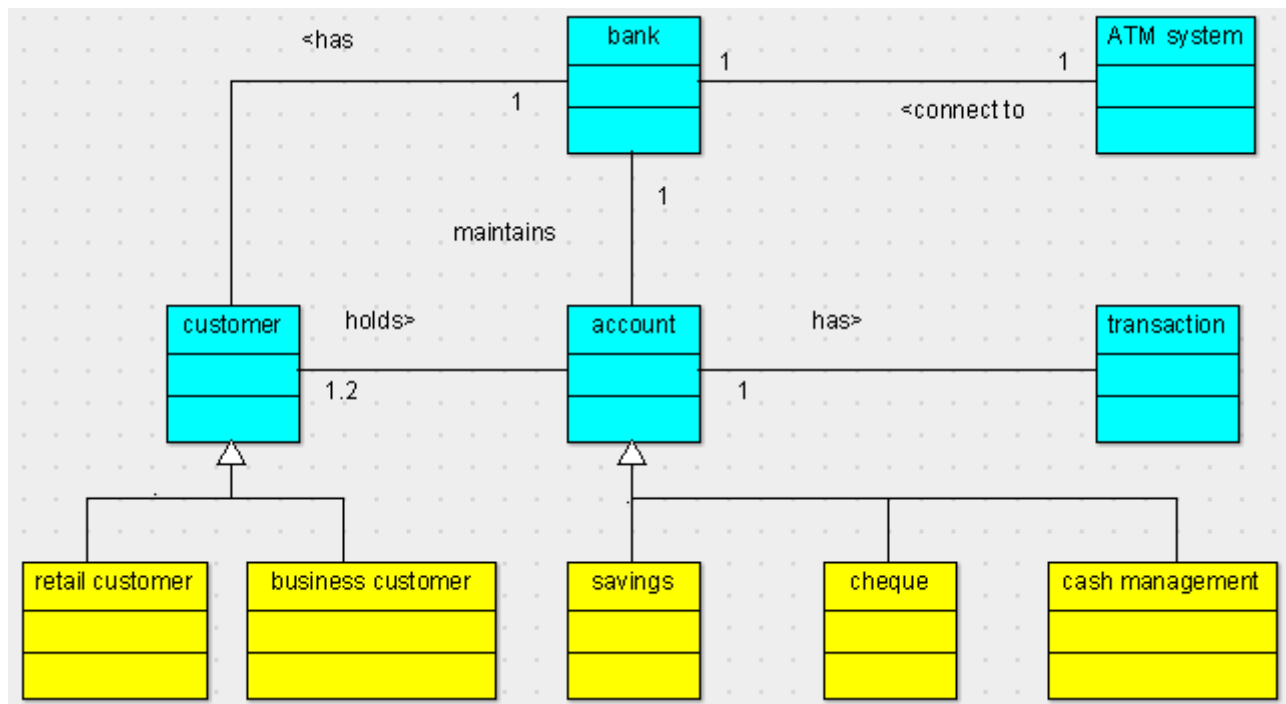 <has
bank
ATM system
1
1
1
<connect to
1
maintains
customer
holds>
account
has>
transaction
1.2
1
retail customer
business customer
savings
cheque
cash management